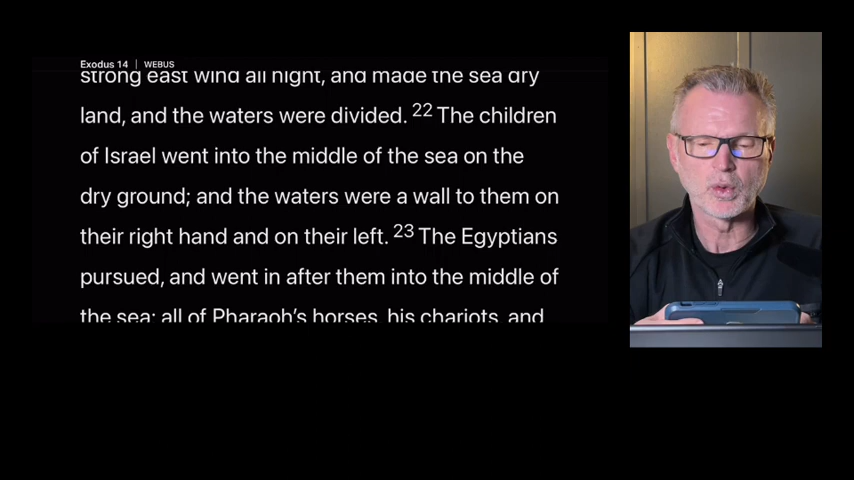 Exodus 14 | WEBUS
strong east wind all night, and made the sea dry
land, and the waters were divided. 22 The children
of Israel went into the middle of the sea on the
dry ground; and the waters were a wall to them on
their right hand and on their left. 23 The Egyptians
pursued, and went in after them into the middle of
the sea: all of Pharaoh’s horses, his chariots, and